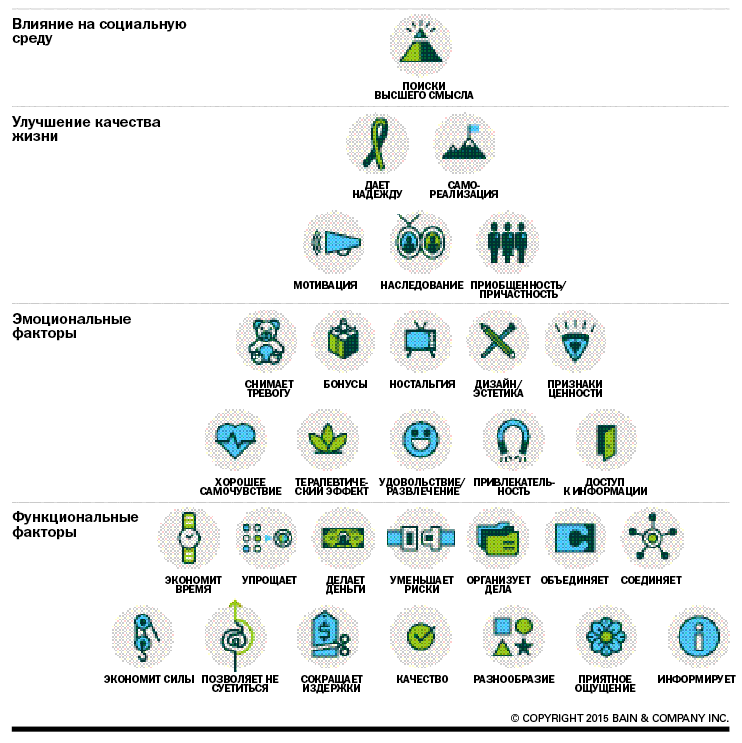 Влияние на социальную
среду
ПОИСКИ
ВЫСШЕГО СМЫСЛА
Улучшение качества
жизни
ДАЕТ
НАДЕЖДУ
САМО-
РЕАЛИЗАЦИЯ
МОТИВАЦИЯ
НАСЛЕДОВАНИЕ
ПРИОБЩЕННОСТЬ/
ПРИЧАСТНОСТЬ
Эмоциональные
факторы
СНИМАЕТ
ТРЕВОГУ
БОНУСЫ
НОСТАЛЬГИЯ
ДИЗАЙН/
ЭСТЕТИКА
ПРИЗНАКИ
ЦЕННОСТИ
ХОРОШЕЕ
САМОЧУВСТВИЕ
ТЕРАПЕВТИЧЕ-
СКИЙ ЭФФЕКТ
УДОВОЛЬСТВИЕ/
РАЗВЛЕЧЕНИЕ
ПРИВЛЕКАТЕЛЬ-
НОСТЬ
ДОСТУП
К ИНФОРМАЦИИ
Функциональные
факторы
ЭКОНОМИТ
ВРЕМЯ
УПРОЩАЕТ
ДЕЛАЕТ
ДЕНЬГИ
УМЕНЬШАЕТ
РИСКИ
ОРГАНИЗУЕТ
ДЕЛА
ОБЪЕДИНЯЕТ
СОЕДИНЯЕТ
ЭКОНОМИТ СИЛЫ
ПОЗВОЛЯЕТ НЕ
СУЕТИТЬСЯ
СОКРАЩАЕТ
ИЗДЕРЖКИ
КАЧЕСТВО
РАЗНООБРАЗИЕ
ПРИЯТНОЕ
ОЩУЩЕНИЕ
ИНФОРМИРУЕТ
© COPYRIGHT 2015 BAIN & COMPANY INC.